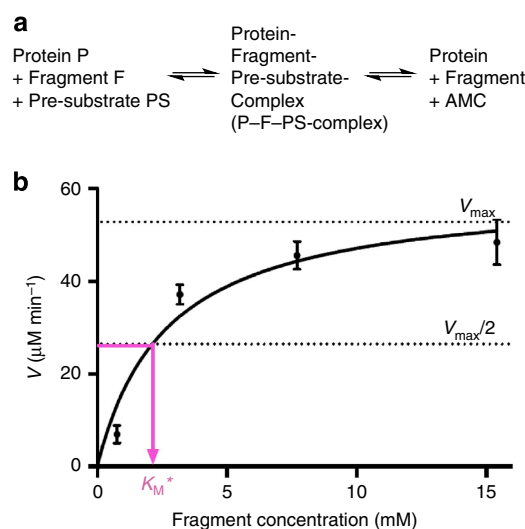 a
Protein P
+ Fragment F
+ Pre-substrate PS
Protein-
Fragment-
Pre-substrate-
Complex
(P–F–PS-complex)
Protein
+ Fragment
+ AMC
b
60
40
20
0
V (μM min⁻¹)
Vmax
Vmax/2
KM*
0
5
10
15
Fragment concentration (mM)